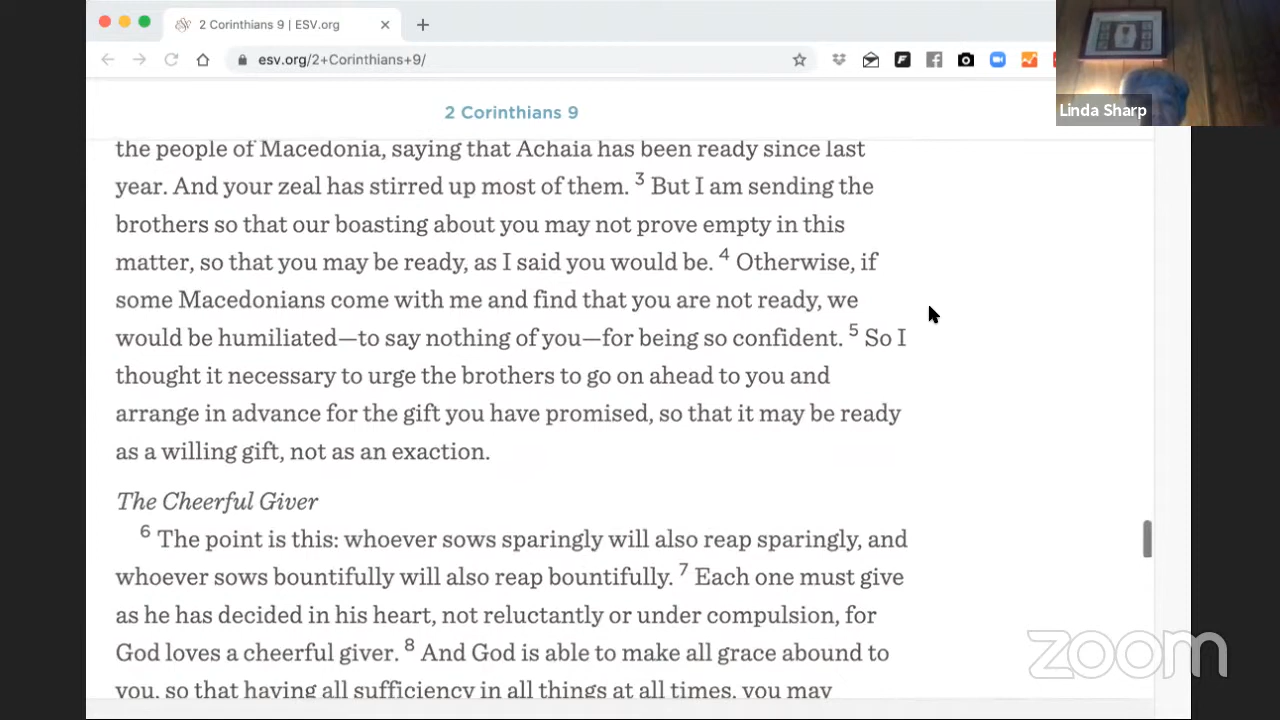 2 Corinthians 9 | ESV.org
esv.org/2+Corinthians+9/
Linda Sharp
2 Corinthians 9
the people of Macedonia, saying that Achaia has been ready since last
year. And your zeal has stirred up most of them. 3 But I am sending the
brothers so that our boasting about you may not prove empty in this
matter, so that you may be ready, as I said you would be. 4 Otherwise, if
some Macedonians come with me and find that you are not ready, we
would be humiliated—to say nothing of you—for being so confident. 5 So I
thought it necessary to urge the brothers to go on ahead to you and
arrange in advance for the gift you have promised, so that it may be ready
as a willing gift, not as an exaction.
The Cheerful Giver
6 The point is this: whoever sows sparingly will also reap sparingly, and
whoever sows bountifully will also reap bountifully. 7 Each one must give
as he has decided in his heart, not reluctantly or under compulsion, for
God loves a cheerful giver. 8 And God is able to make all grace abound to
you, so that having all sufficiency in all things at all times, you may
zoom